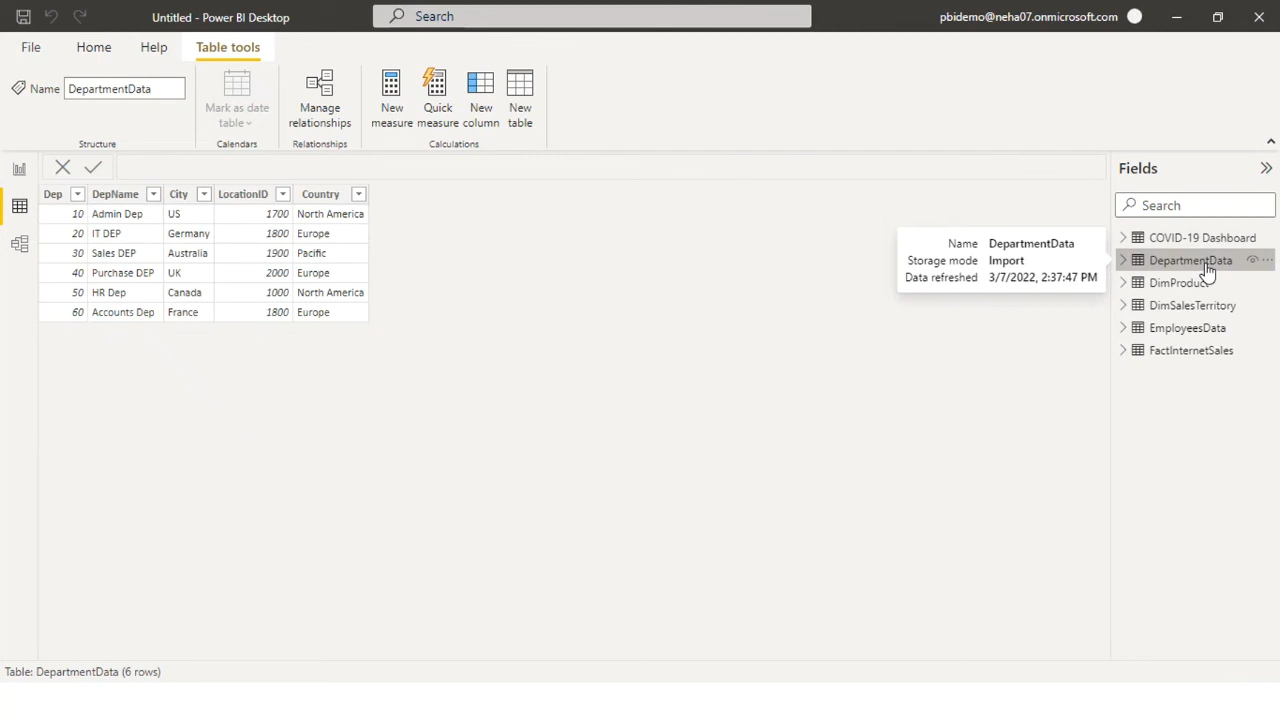 Untitled - Power BI Desktop
Search
pbidemo@neha07.onmicrosoft.com
File Home Help Table tools
Name DepartmentData
Mark as date table
Manage relationships
New measure
Quick measure
New column
New table
Structure Calendars Relationships Calculations
Fields
Search
Dep DepName City LocationID Country
10 Admin Dep US 1700 North America
20 IT DEP Germany 1800 Europe
30 Sales DEP Australia 1900 Pacific
40 Purchase DEP UK 2000 Europe
50 HR Dep Canada 1000 North America
60 Accounts Dep France 1800 Europe
Name DepartmentData
Storage mode Import
Data refreshed 3/7/2022, 2:37:47 PM
COVID-19 Dashboard
DepartmentData
DimProduct
DimSalesTerritory
EmployeesData
FactInternetSales
Table: DepartmentData (6 rows)